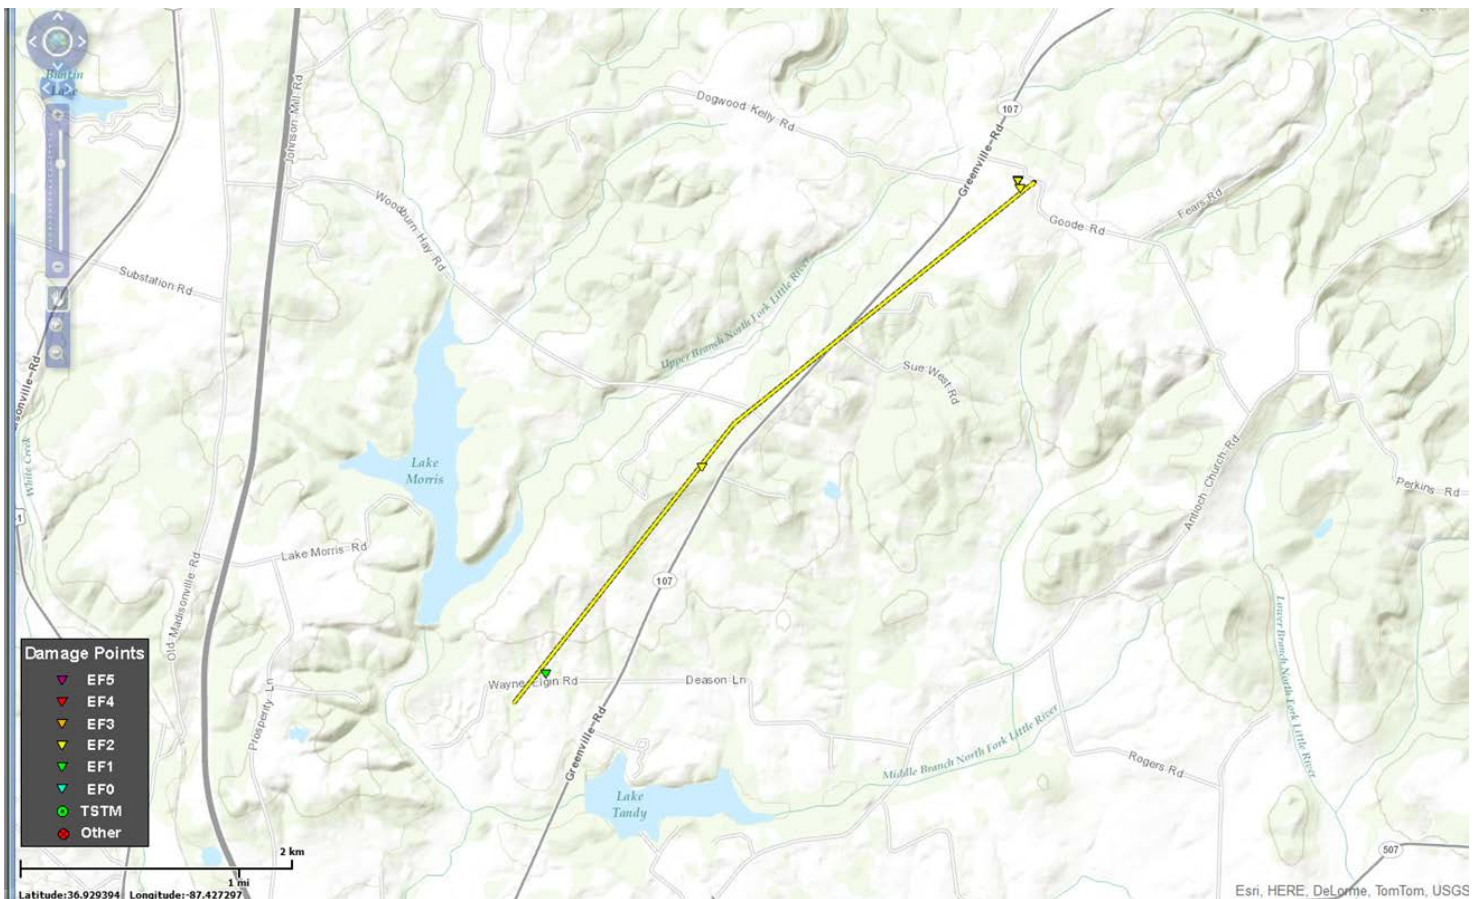 107
Buntin
Lake
Johnson Mill Rd
Dogwood Kelly Rd
Greenville-Rd
Woodburn-Hay Rd
Goode Rd
Fears-Rd
Substation Rd
Upper Branch North Fork Little River
Sue West Rd
White Creek
Lake
Morris
Antioch Church Rd
Perkins Rd
Lake Morris-Rd
107
Old-Madisonville Rd
Lower Branch North Fork Little River
Wayne-Elgin Rd
Deason Ln
Prosperity Ln
Greenville-Rd
Middle Branch North Fork Little River
Rogers Rd
Lake
Tandy
507
Damage Points
EF5
EF4
EF3
EF2
EF1
EF0
TSTM
Other
2 km
1 mi
Latitude:36.929394 Longitude:-87.427297
Esri, HERE, DeLorme, TomTom, USGS